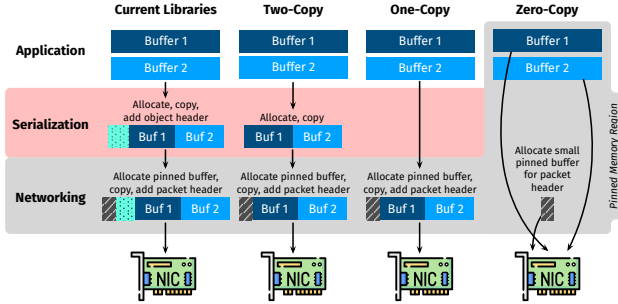 Current Libraries
Two-Copy
One-Copy
Zero-Copy
Application
Buffer 1
Buffer 2
Buffer 1
Buffer 2
Buffer 1
Buffer 2
Buffer 1
Buffer 2
Serialization
Allocate, copy,
add object header
Buf 1
Buf 2
Allocate, copy
Buf 1
Buf 2
Networking
Allocate pinned buffer,
copy, add packet header
Buf 1
Buf 2
Allocate pinned buffer,
copy, add packet header
Buf 1
Buf 2
Allocate pinned buffer,
copy, add packet header
Buf 1
Buf 2
Allocate small
pinned buffer
for packet
header
Pinned Memory Region
NIC
NIC
NIC
NIC